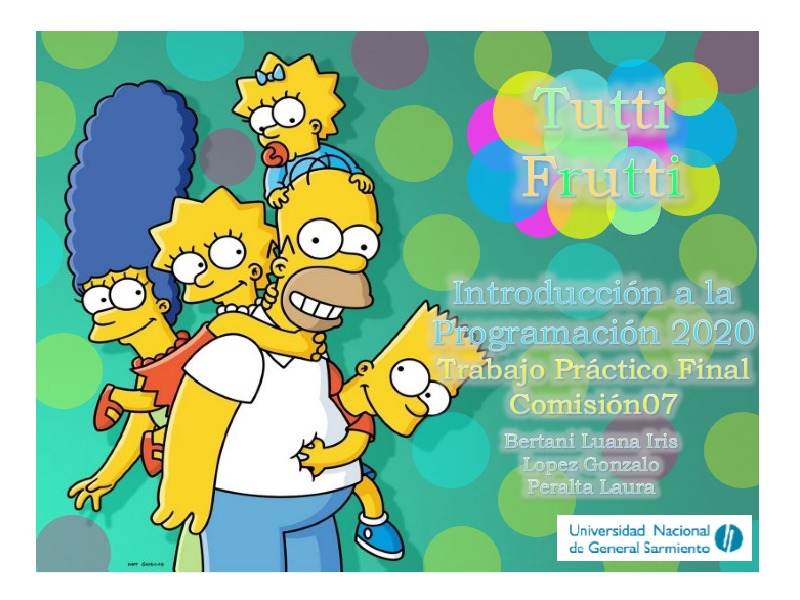 Tutti
Frutti
Introducción a la
Programación 2020
Trabajo Práctico Final
Comisión07
Bertani Luana Iris
Lopez Gonzalo
Peralta Laura
Universidad Nacional
de General Sarmiento